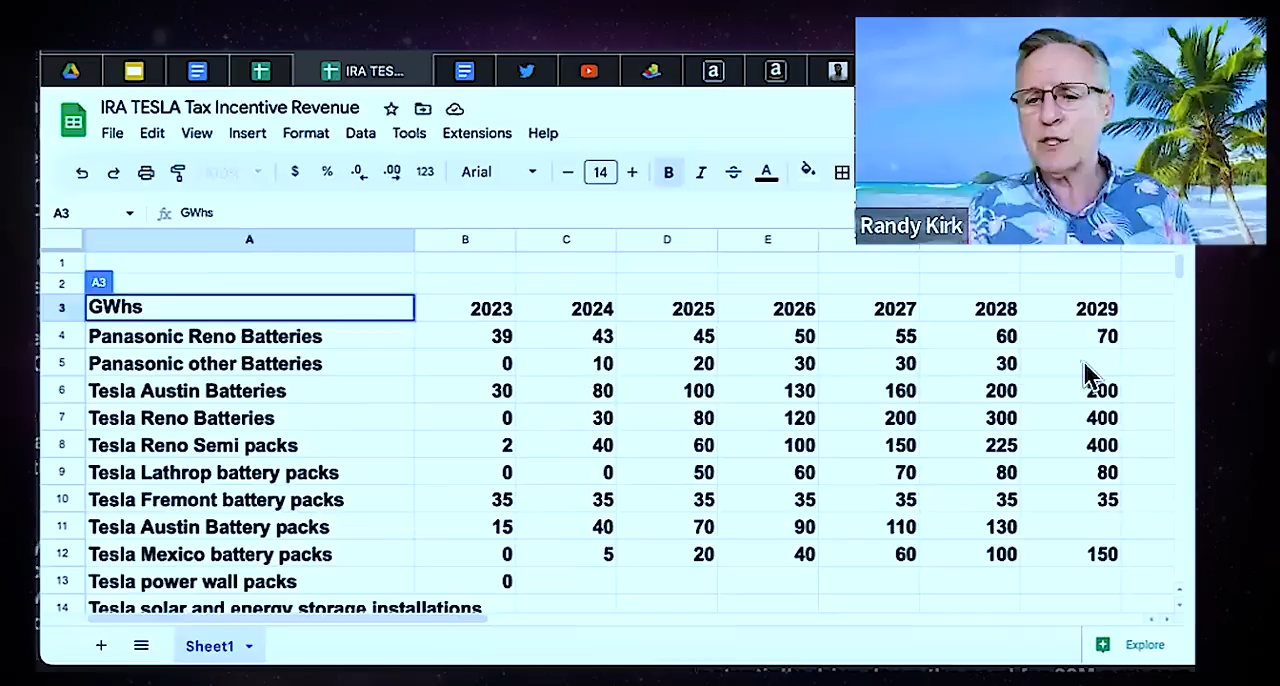 IRA TES...
IRA TESLA Tax Incentive Revenue
File Edit View Insert Format Data Tools Extensions Help
100% $ % .0 .00 123 Arial 14 B I A
A3 fx GWhs
Randy Kirk
A B C D E
1
2 A3
3 GWhs 2023 2024 2025 2026 2027 2028 2029
4 Panasonic Reno Batteries 39 43 45 50 55 60 70
5 Panasonic other Batteries 0 10 20 30 30 30
6 Tesla Austin Batteries 30 80 100 130 160 200 200
7 Tesla Reno Batteries 0 30 80 120 200 300 400
8 Tesla Reno Semi packs 2 40 60 100 150 225 400
9 Tesla Lathrop battery packs 0 0 50 60 70 80 80
10 Tesla Fremont battery packs 35 35 35 35 35 35 35
11 Tesla Austin Battery packs 15 40 70 90 110 130
12 Tesla Mexico battery packs 0 5 20 40 60 100 150
13 Tesla power wall packs 0
14 Tesla solar and energy storage installations
Sheet1 Explore